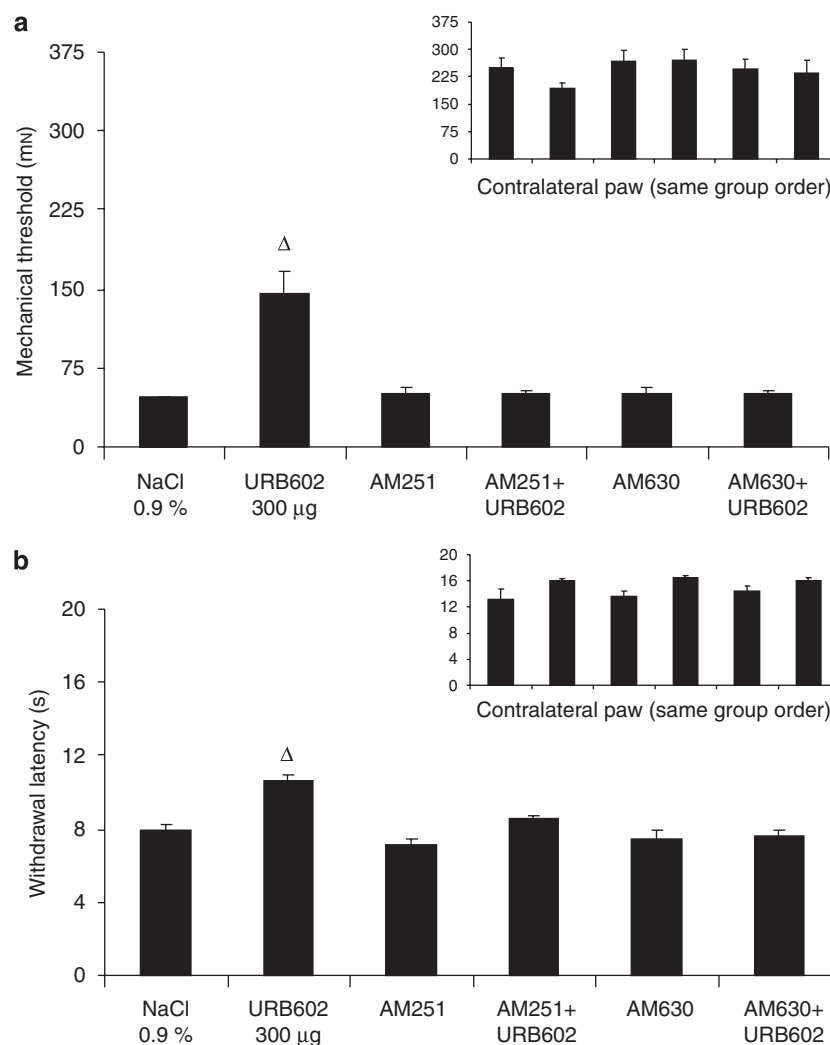 a
375
300
225
150
75
0
Mechanical threshold (mN)
Δ
375
300
225
150
75
0
Contralateral paw (same group order)
NaCl
0.9 %
URB602
300 μg
AM251
AM251+
URB602
AM630
AM630+
URB602
b
20
16
12
8
4
0
Withdrawal latency (s)
Δ
20
16
12
8
4
0
Contralateral paw (same group order)
NaCl
0.9 %
URB602
300 μg
AM251
AM251+
URB602
AM630
AM630+
URB602